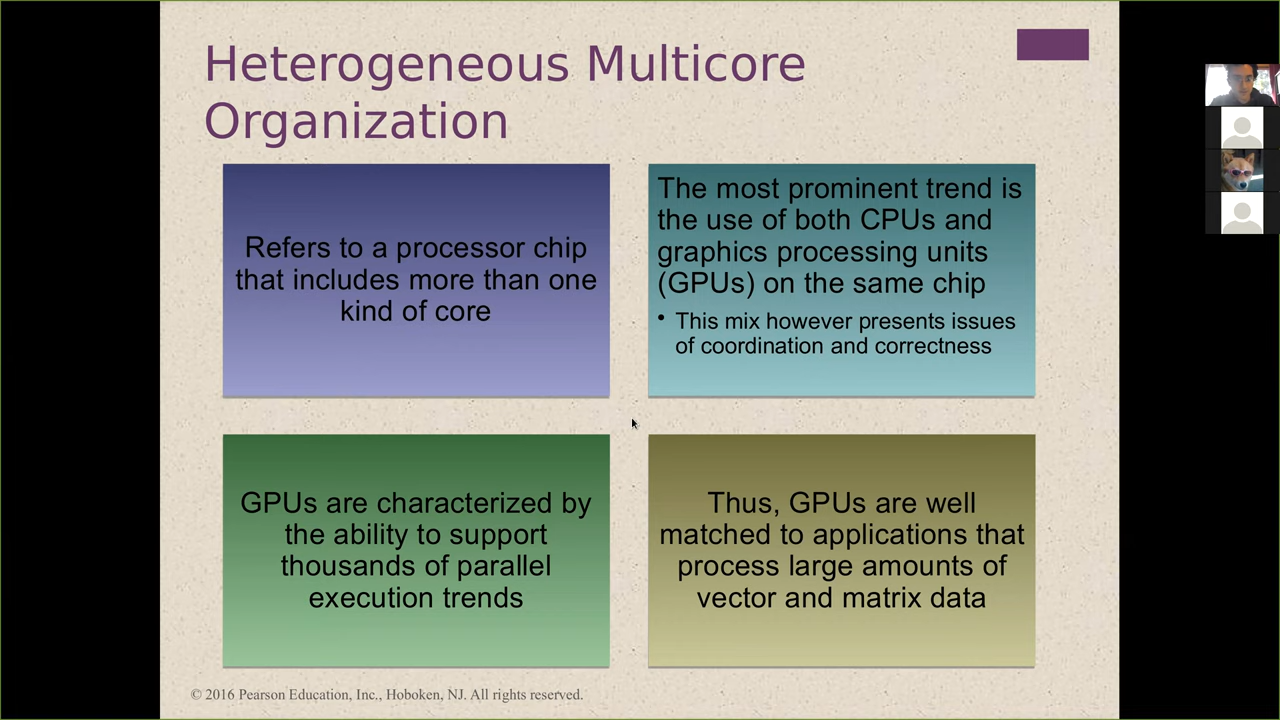 Heterogeneous Multicore
Organization
Refers to a processor chip
that includes more than one
kind of core
The most prominent trend is
the use of both CPUs and
graphics processing units
(GPUs) on the same chip
• This mix however presents issues
of coordination and correctness
GPUs are characterized by
the ability to support
thousands of parallel
execution trends
Thus, GPUs are well
matched to applications that
process large amounts of
vector and matrix data
© 2016 Pearson Education, Inc., Hoboken, NJ. All rights reserved.